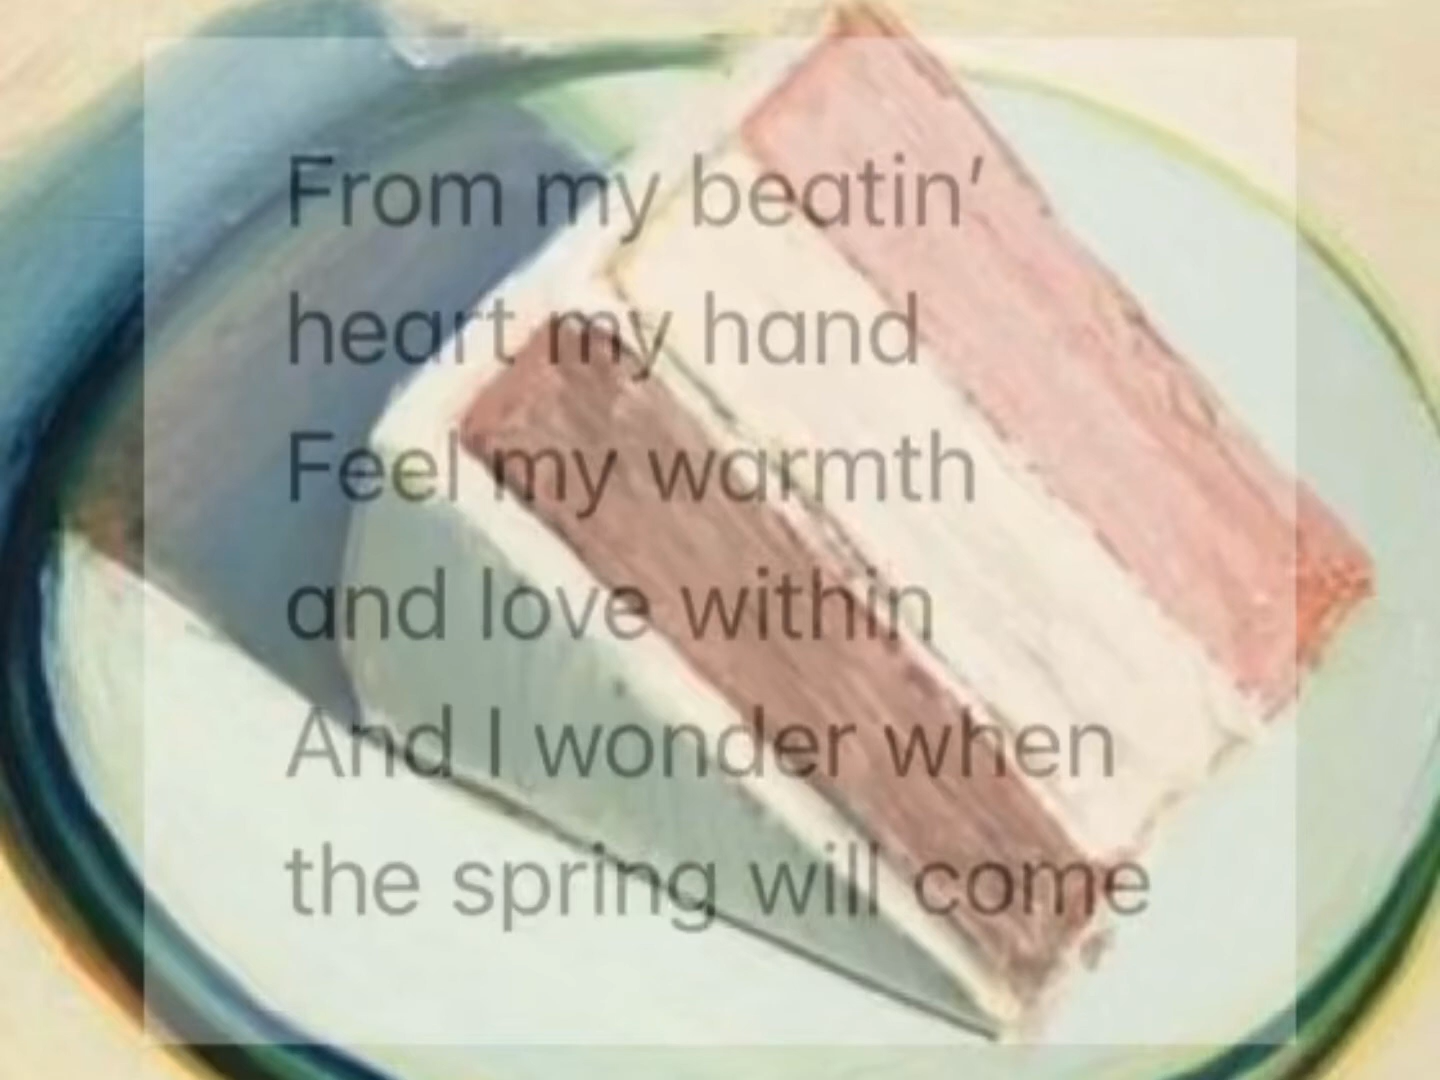 From my beatin'
heart my hand
Feel my warmth
and love within
And I wonder when
the spring will come